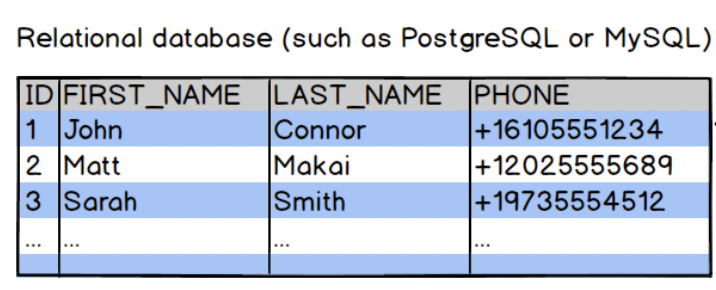 Relational database (such as PostgreSQL or MySQL)
ID FIRST_NAME LAST_NAME PHONE
1 John Connor +16105551234
2 Matt Makai +12025555689
3 Sarah Smith +19735554512
... ... ... ...